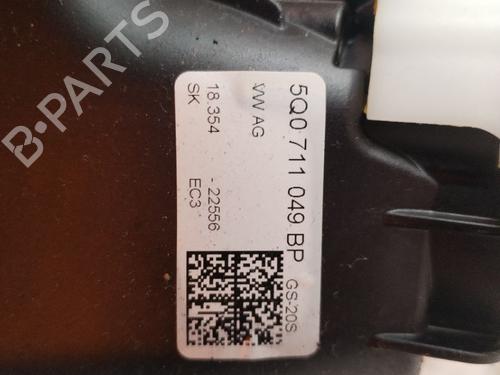 5Q0 711 049 BP GS-20S
VW AG
18.354 - 22556
SK EC3
B-PARTS